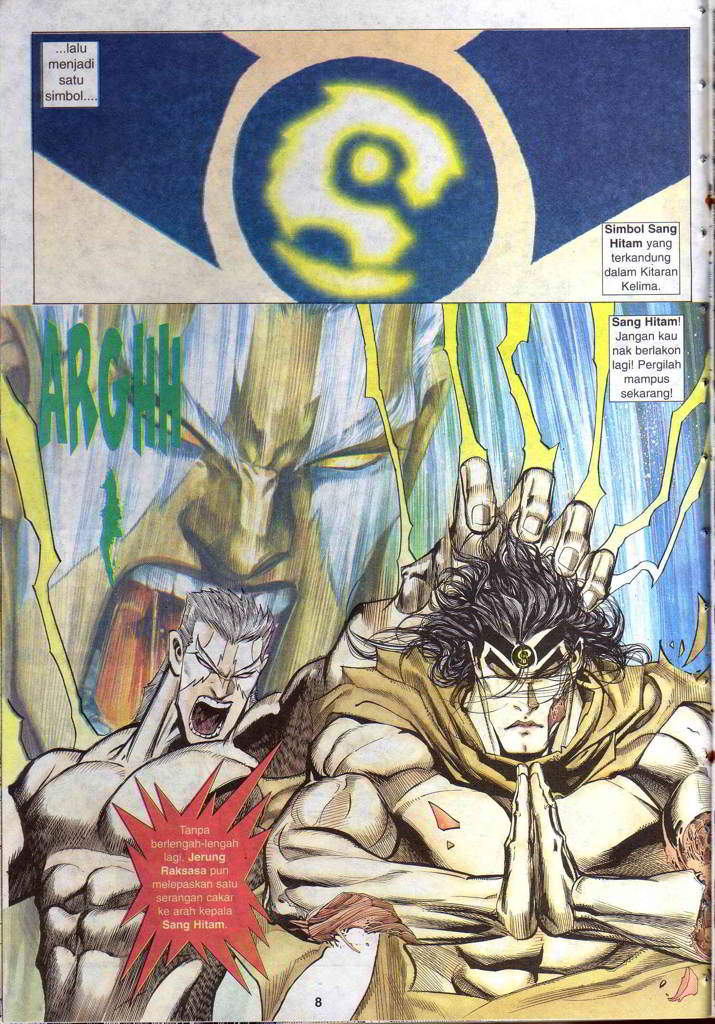 ...lalu
menjadi
satu
simbol....
Simbol Sang
Hitam yang
terkandung
dalam Kitaran
Kelima.
Sang Hitam!
Jangan kau
nak berlakon
lagi! Pergilah
mampus
sekarang!
ARGHH
!
Tanpa
berlengah-lengah
lagi, Jerung
Raksasa pun
melepaskan satu
serangan cakar
ke arah kepala
Sang Hitam.
8